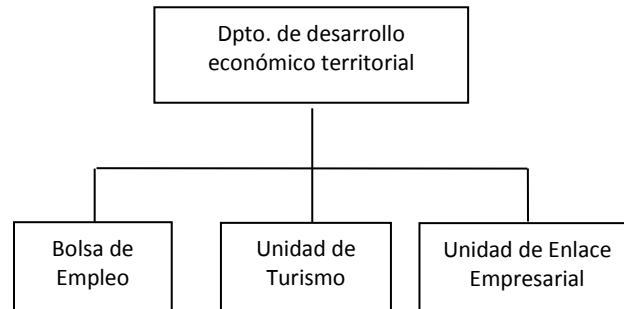 Dpto. de desarrollo
económico territorial
Bolsa de
Empleo
Unidad de
Turismo
Unidad de Enlace
Empresarial